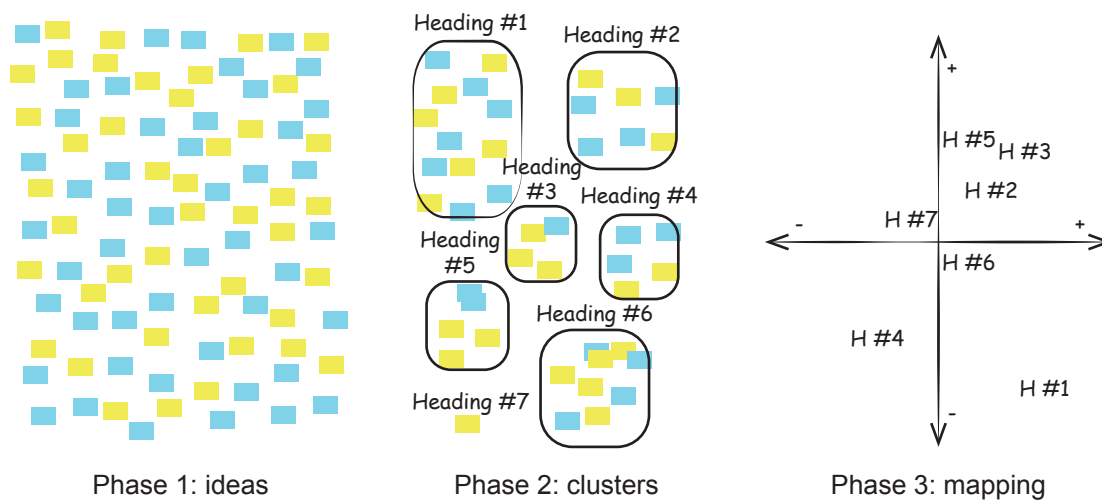 Heading #1
Heading #2
Heading
#3
Heading #4
Heading
#5
Heading #6
Heading #7
+
H #5
H #3
H #2
H #7
-
+
H #6
H #4
H #1
-
Phase 1: ideas
Phase 2: clusters
Phase 3: mapping